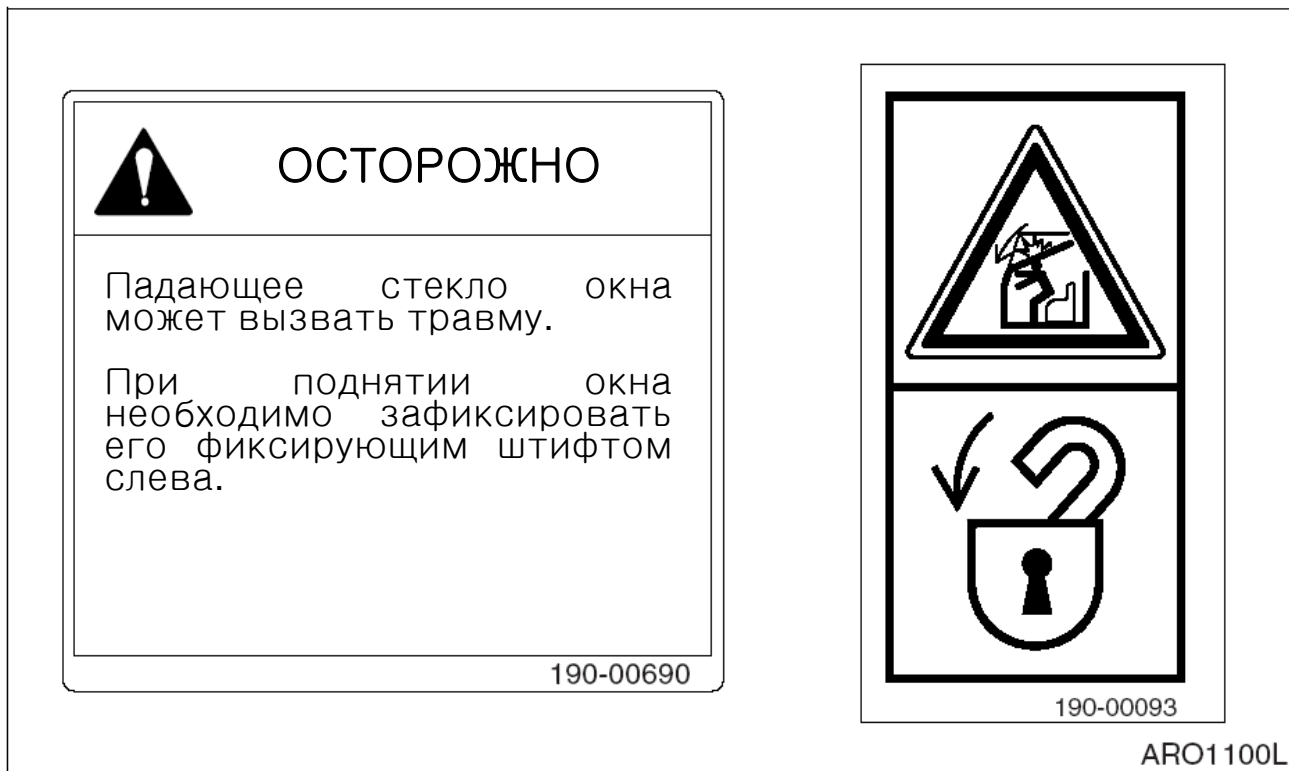 ОСТОРОЖНО
Падающее стекло окна
может вызвать травму.
При поднятии окна
необходимо зафиксировать
его фиксирующим штифтом
слева.
190-00690
190-00093
ARO1100L